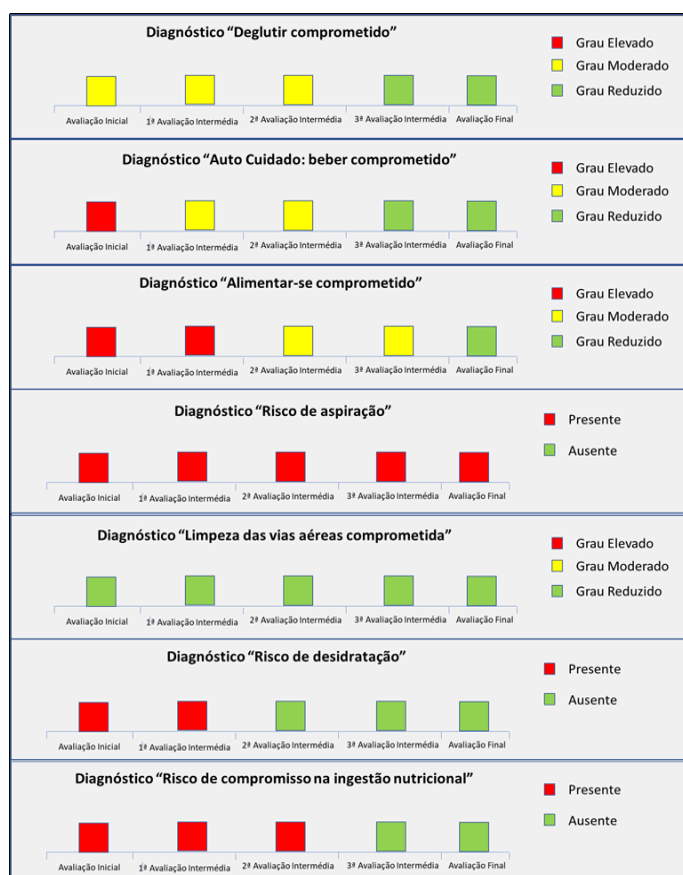 Diagnóstico “Deglutir comprometido”
Grau Elevado
Grau Moderado
Grau Reduzido
Avaliação Inicial 1ª Avaliação Intermédia 2ª Avaliação Intermédia 3ª Avaliação Intermédia Avaliação Final
Diagnóstico “Auto Cuidado: beber comprometido”
Grau Elevado
Grau Moderado
Grau Reduzido
Avaliação Inicial 1ª Avaliação Intermédia 2ª Avaliação Intermédia 3ª Avaliação Intermédia Avaliação Final
Diagnóstico “Alimentar-se comprometido”
Grau Elevado
Grau Moderado
Grau Reduzido
Avaliação Inicial 1ª Avaliação Intermédia 2ª Avaliação Intermédia 3ª Avaliação Intermédia Avaliação Final
Diagnóstico “Risco de aspiração”
Presente
Ausente
Avaliação Inicial 1ª Avaliação Intermédia 2ª Avaliação Intermédia 3ª Avaliação Intermédia Avaliação Final
Diagnóstico “Limpeza das vias aéreas comprometida”
Grau Elevado
Grau Moderado
Grau Reduzido
Avaliação Inicial 1ª Avaliação Intermédia 2ª Avaliação Intermédia 3ª Avaliação Intermédia Avaliação Final
Diagnóstico “Risco de desidratação”
Presente
Ausente
Avaliação Inicial 1ª Avaliação Intermédia 2ª Avaliação Intermédia 3ª Avaliação Intermédia Avaliação Final
Diagnóstico “Risco de compromisso na ingestão nutricional”
Presente
Ausente
Avaliação Inicial 1ª Avaliação Intermédia 2ª Avaliação Intermédia 3ª Avaliação Intermédia Avaliação Final